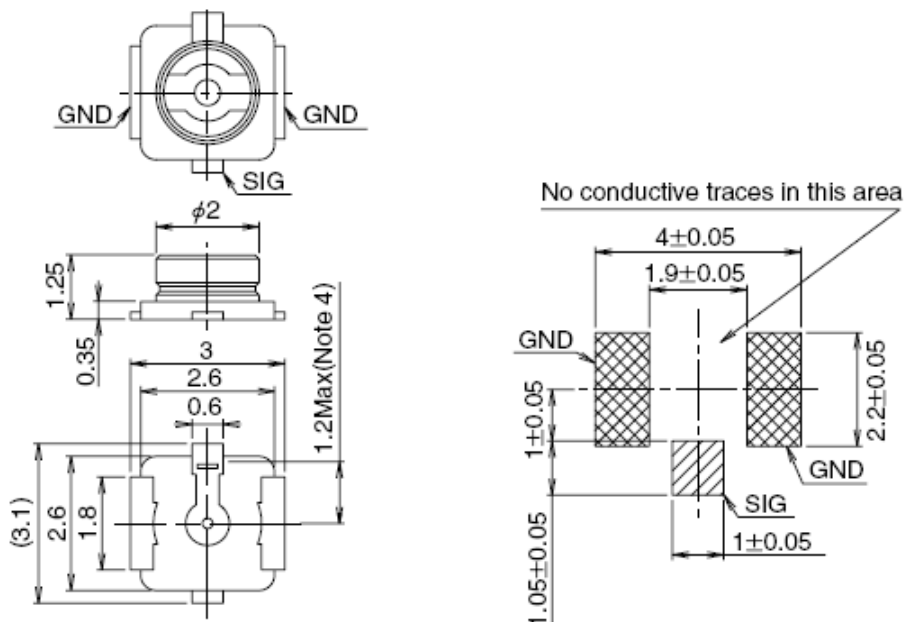 GND
GND
SIG
ϕ2
1.25
0.35
3
2.6
0.6
1.2Max(Note 4)
(3.1)
2.6
1.8
No conductive traces in this area
4±0.05
1.9±0.05
GND
1±0.05
2.2±0.05
GND
SIG
1±0.05
1.05±0.05